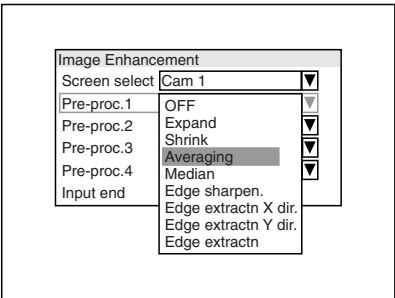 Image Enhancement
Screen select Cam 1
Pre-proc.1
Pre-proc.2
Pre-proc.3
Pre-proc.4
Input end
OFF
Expand
Shrink
Averaging
Median
Edge sharpen.
Edge extractn X dir.
Edge extractn Y dir.
Edge extractn